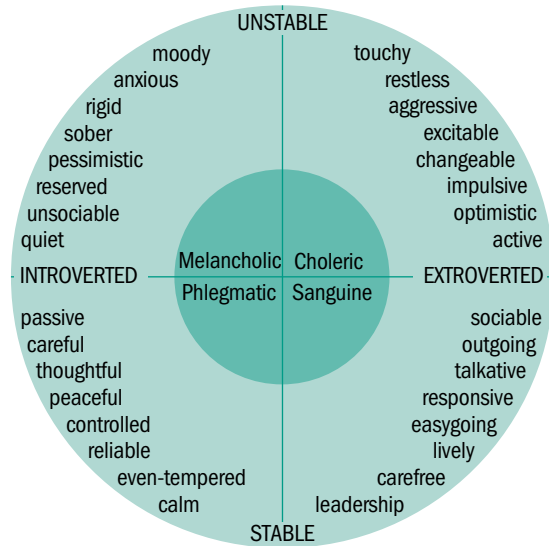 UNSTABLE
moody
anxious
rigid
sober
pessimistic
reserved
unsociable
quiet
touchy
restless
aggressive
excitable
changeable
impulsive
optimistic
active
Melancholic
Choleric
INTROVERTED
EXTROVERTED
Phlegmatic
Sanguine
passive
careful
thoughtful
peaceful
controlled
reliable
even-tempered
calm
sociable
outgoing
talkative
responsive
easygoing
lively
carefree
leadership
STABLE